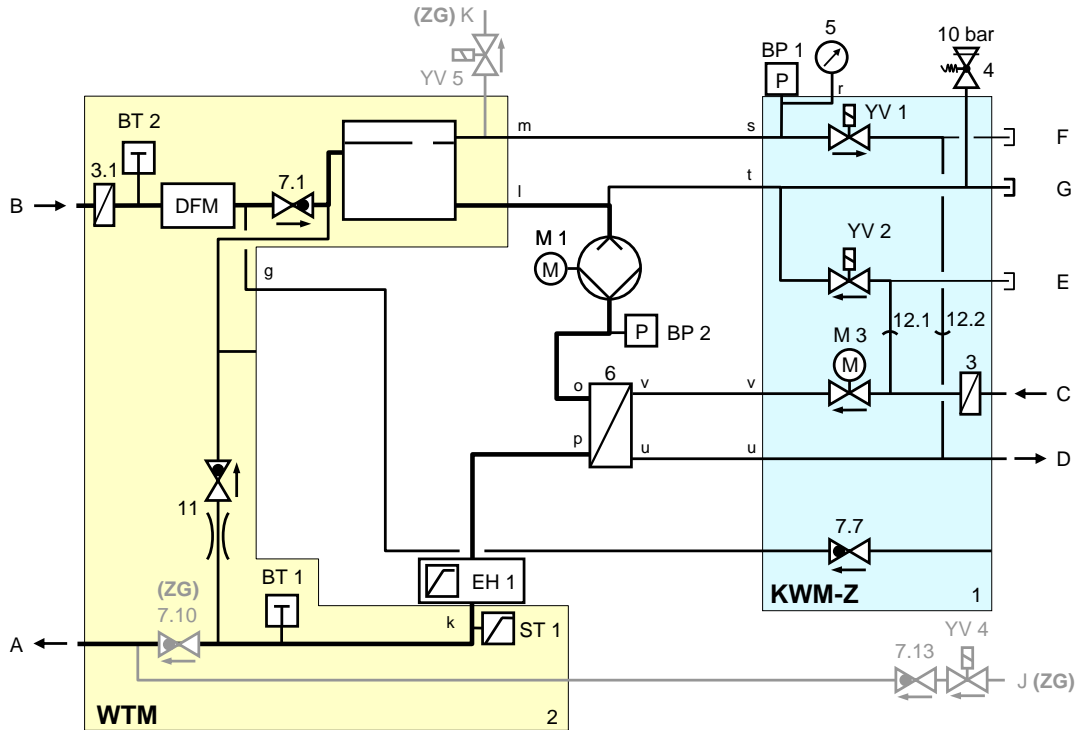 (ZG) K
YV 5
5
10 bar
BP 1
P
4
r
YV 1
BT 2
m
s
F
3.1
7.1
t
B
DFM
l
G
M 1
YV 2
M
g
E
12.1
12.2
P
BP 2
M 3
M
3
6
o
v
v
C
p
u
u
D
11
7.7
BT 1
EH 1
(ZG)
7.10
KWM-Z
1
k
ST 1
A
YV 4
7.13
J (ZG)
WTM
2